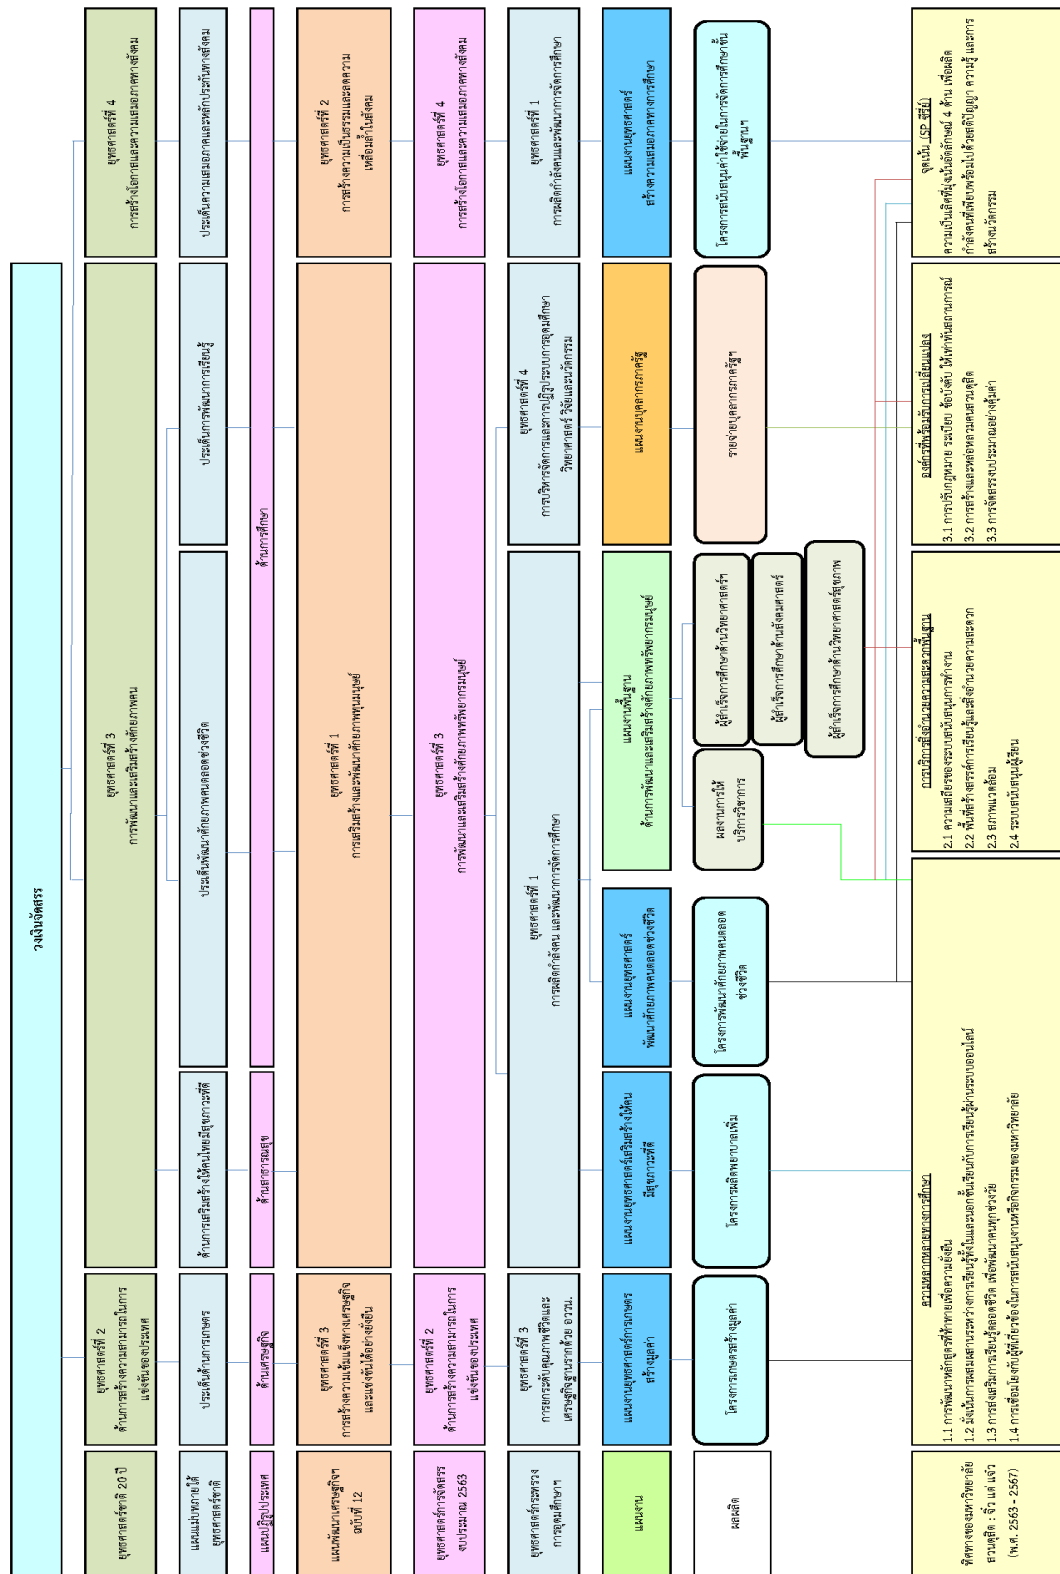 วงเงินจัดสรร
ยุทธศาสตร์ชาติ 20 ปี
ยุทธศาสตร์ที่ 2
ด้านการสร้างความสามารถในการ
แข่งขันของประเทศ
ยุทธศาสตร์ที่ 3
การพัฒนาและเสริมสร้างศักยภาพคน
ยุทธศาสตร์ที่ 4
การสร้างโอกาสและความเสมอภาคทางสังคม
แผนแม่บทภายใต้
ยุทธศาสตร์ชาติ
ประเด็นด้านการเกษตร
ด้านการเสริมสร้างให้คนไทยมีสุขภาวะที่ดี
ประเด็นพัฒนาศักยภาพคนตลอดช่วงชีวิต
ประเด็นการพัฒนาการเรียนรู้
ประเด็นความเสมอภาคและหลักประกันทางสังคม
แผนปฏิรูปประเทศ
ด้านเศรษฐกิจ
ด้านสาธารณสุข
ด้านการศึกษา
แผนพัฒนาเศรษฐกิจฯ
ฉบับที่ 12
ยุทธศาสตร์ที่ 3
การสร้างความเข้มแข็งทางเศรษฐกิจ
และแข่งขันได้อย่างยั่งยืน
ยุทธศาสตร์ที่ 1
การเสริมสร้างและพัฒนาศักยภาพทุนมนุษย์
ยุทธศาสตร์ที่ 2
การสร้างความเป็นธรรมและลดความ
เหลื่อมล้ำในสังคม
ยุทธศาสตร์การจัดสรร
งบประมาณ 2563
ยุทธศาสตร์ที่ 2
ด้านการสร้างความสามารถในการ
แข่งขันของประเทศ
ยุทธศาสตร์ที่ 3
การพัฒนาและเสริมสร้างศักยภาพทรัพยากรมนุษย์
ยุทธศาสตร์ที่ 4
การสร้างโอกาสและความเสมอภาคทางสังคม
ยุทธศาสตร์กระทรวง
การอุดมศึกษาฯ
ยุทธศาสตร์ที่ 3
การยกระดับคุณภาพชีวิตและ
เศรษฐกิจฐานรากด้วย อววน.
ยุทธศาสตร์ที่ 1
การผลิตกำลังคน และพัฒนาการจัดการศึกษา
ยุทธศาสตร์ที่ 4
การบริหารจัดการและการปฏิรูประบบการอุดมศึกษา
วิทยาศาสตร์ วิจัยและนวัตกรรม
ยุทธศาสตร์ที่ 1
การผลิตกำลังคนและพัฒนาการจัดการศึกษา
แผนงาน
แผนงานยุทธศาสตร์การเกษตร
สร้างมูลค่า
แผนงานยุทธศาสตร์เสริมสร้างให้คน
มีสุขภาวะที่ดี
แผนงานยุทธศาสตร์
พัฒนาศักยภาพคนตลอดช่วงชีวิต
แผนงานพื้นฐาน
ด้านการพัฒนาและเสริมสร้างศักยภาพทรัพยากรมนุษย์
แผนงานบุคลากรภาครัฐ
แผนงานยุทธศาสตร์
สร้างความเสมอภาคทางการศึกษา
ผลผลิต
โครงการเกษตรสร้างมูลค่า
โครงการผลิตพยาบาลเพิ่ม
โครงการพัฒนาศักยภาพคนตลอด
ช่วงชีวิต
ผลงานการให้
บริการวิชาการ
ผู้สำเร็จการศึกษาด้านวิทยาศาสตร์ฯ
ผู้สำเร็จการศึกษาด้านสังคมศาสตร์
ผู้สำเร็จการศึกษาด้านวิทยาศาสตร์สุขภาพ
รายจ่ายบุคลากรภาครัฐฯ
โครงการสนับสนุนค่าใช้จ่ายในการจัดการศึกษาขั้น
พื้นฐานฯ
ทิศทางของมหาวิทยาลัย
สวนดุสิต : จิ๋ว แต่ แจ๋ว
(พ.ศ. 2563 - 2567)
ความหลากหลายทางการศึกษา
1.1 การพัฒนาหลักสูตรที่ท้าทายเพื่อความยั่งยืน
1.2 มุ่งเน้นการผสมผสานระหว่างการเรียนรู้ทั้งในและนอกชั้นเรียนกับการเรียนรู้ผ่านระบบออนไลน์
1.3 การส่งเสริมการเรียนรู้ตลอดชีวิต เพื่อพัฒนาคนทุกช่วงวัย
1.4 การเชื่อมโยงกับผู้ที่เกี่ยวข้องในการสนับสนุนงานหรือกิจกรรมของมหาวิทยาลัย
การบริการสิ่งอำนวยความสะดวกพื้นฐาน
2.1 ความเสถียรของระบบสนับสนุนการทำงาน
2.2 พื้นที่สร้างสรรค์การเรียนรู้และสิ่งอำนวยความสะดวก
2.3 สภาพแวดล้อม
2.4 ระบบสนับสนุนผู้เรียน
องค์กรที่พร้อมรับการเปลี่ยนแปลง
3.1 การปรับกฎหมาย ระเบียบ ข้อบังคับ ให้เท่าทันสถานการณ์
3.2 การสร้างและหล่อหลอมคนสวนดุสิต
3.3 การจัดสรรงบประมาณอย่างคุ้มค่า
จุดเน้น (SP ซีรี่ย์)
ความเป็นเลิศที่มุ่งเน้นอัตลักษณ์ 4 ด้าน เพื่อผลิต
กำลังคนที่เพียบพร้อมไปด้วยสติปัญญา ความรู้ และการ
สร้างนวัตกรรม